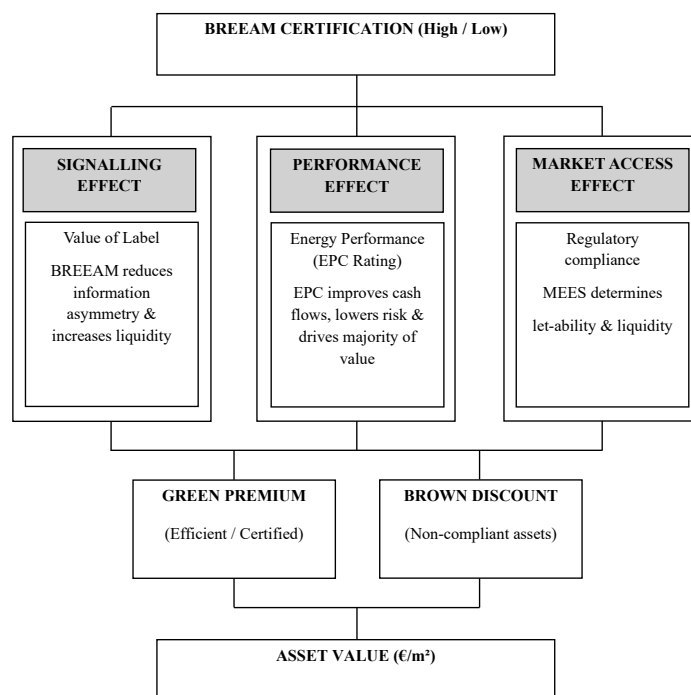 BREEAM CERTIFICATION (High / Low)
SIGNALLING
EFFECT
Value of Label
BREEAM reduces
information
asymmetry &
increases liquidity
PERFORMANCE
EFFECT
Energy Performance
(EPC Rating)
EPC improves cash
flows, lowers risk &
drives majority of
value
MARKET ACCESS
EFFECT
Regulatory
compliance
MEES determines
let-ability & liquidity
GREEN PREMIUM
(Efficient / Certified)
BROWN DISCOUNT
(Non-compliant assets)
ASSET VALUE (€/m²)